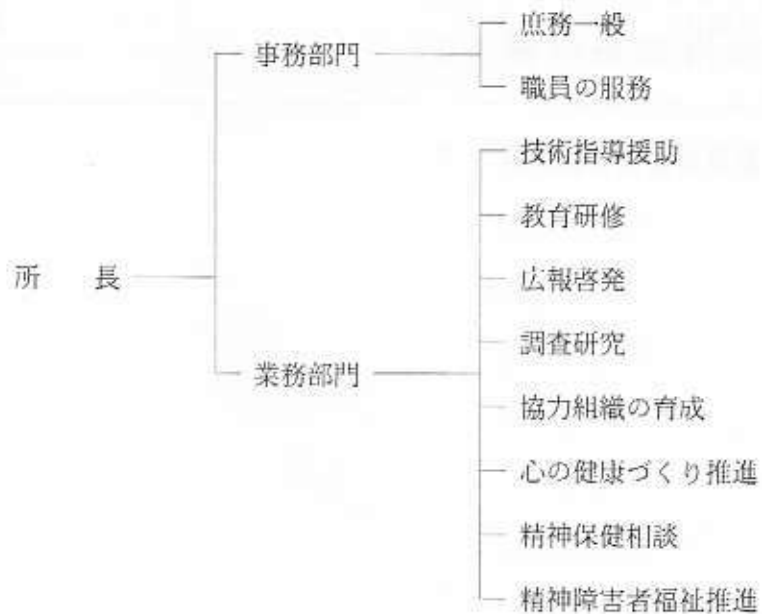 所長
事務部門
庶務一般
職員の服務
業務部門
技術指導援助
教育研修
広報啓発
調査研究
協力組織の育成
心の健康づくり推進
精神保健相談
精神障害者福祉推進